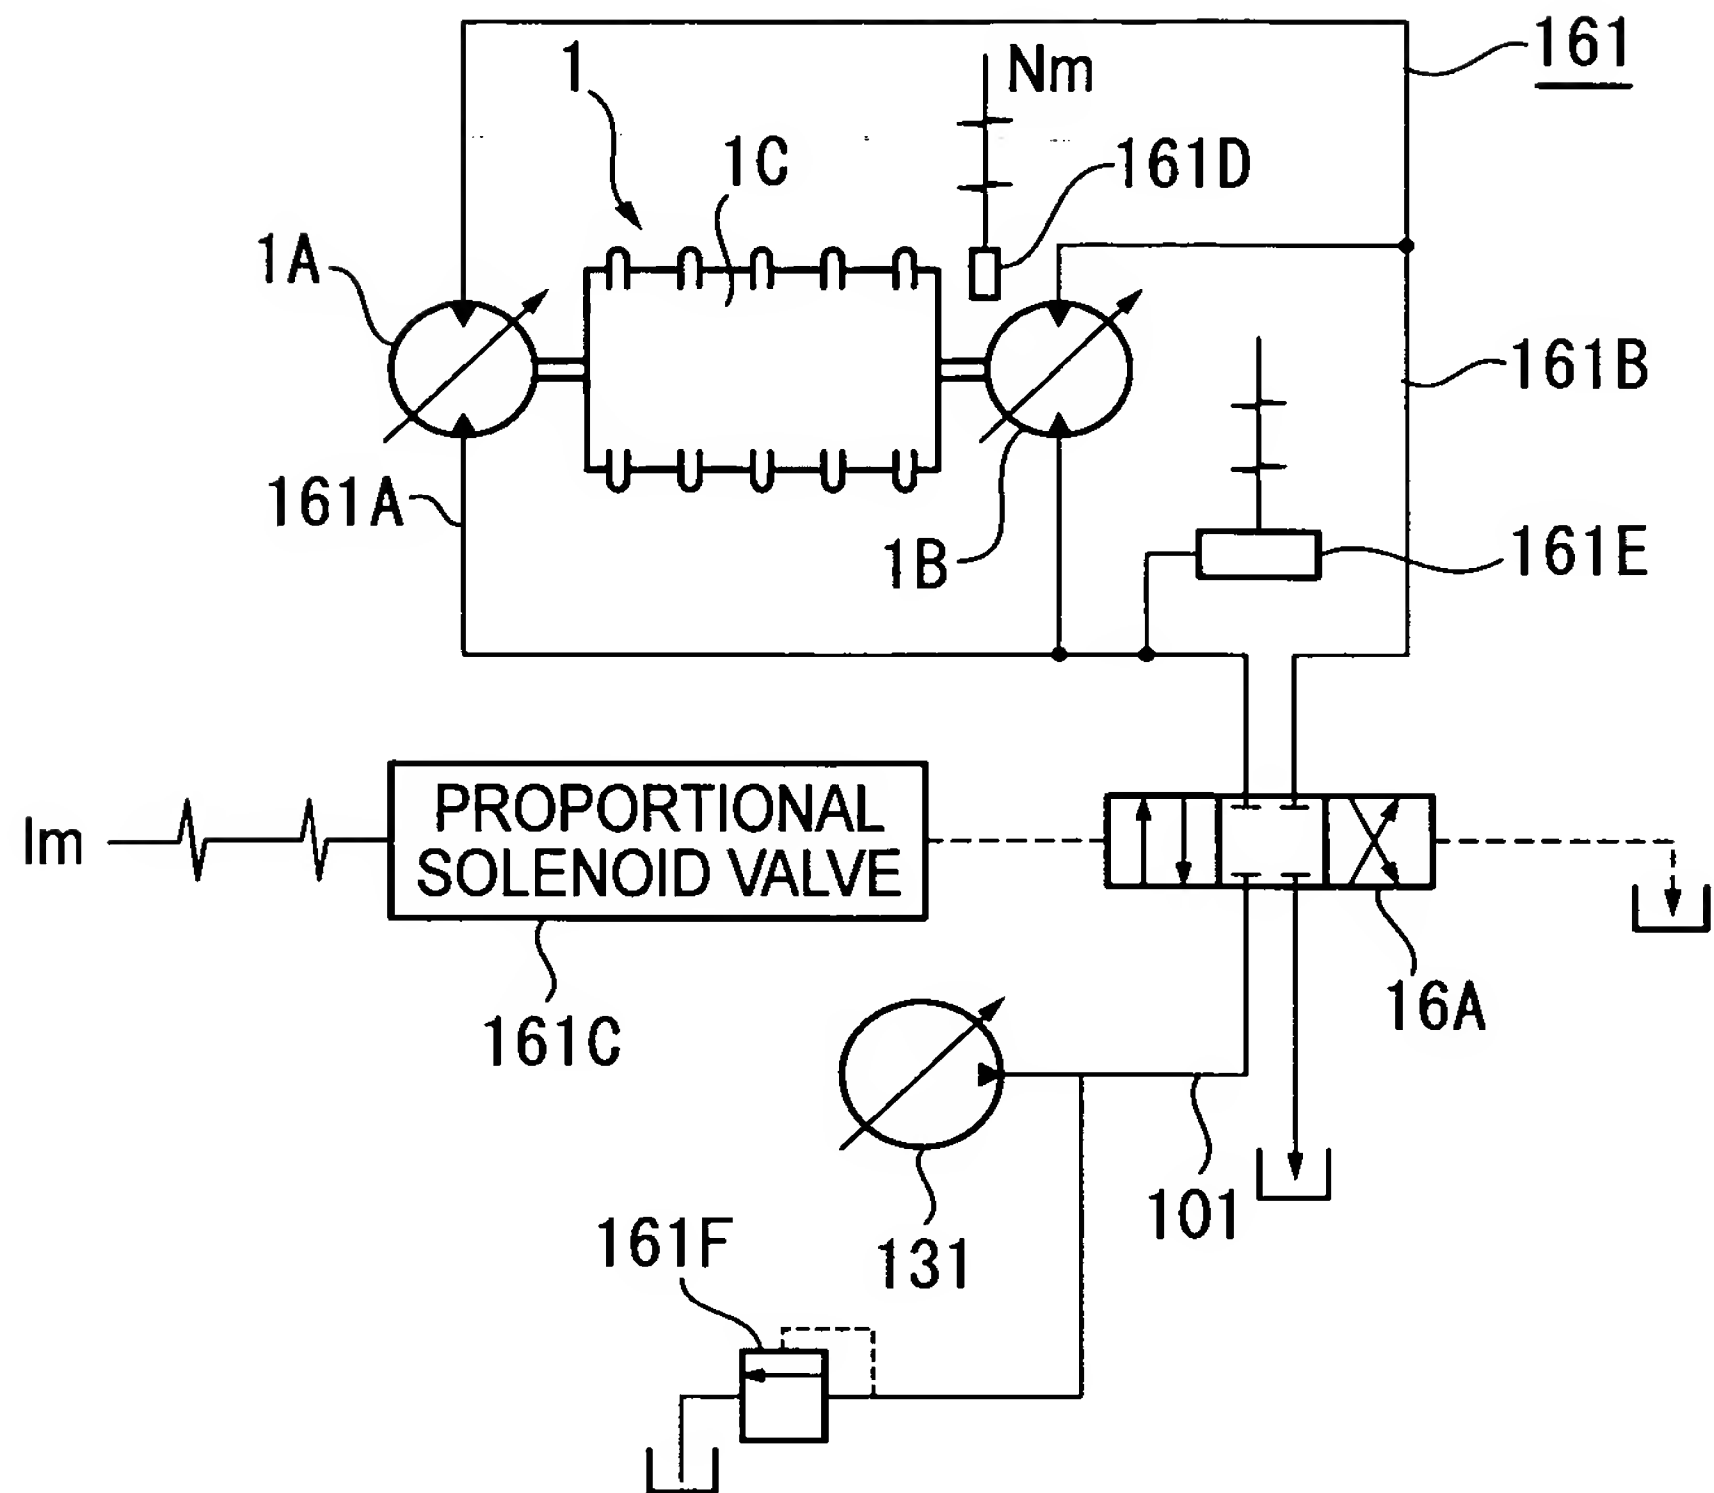 161
1
Nm
1C
161D
1A
161B
161A
1B
161E
Im
PROPORTIONAL
SOLENOID VALVE
16A
161C
101
161F
131